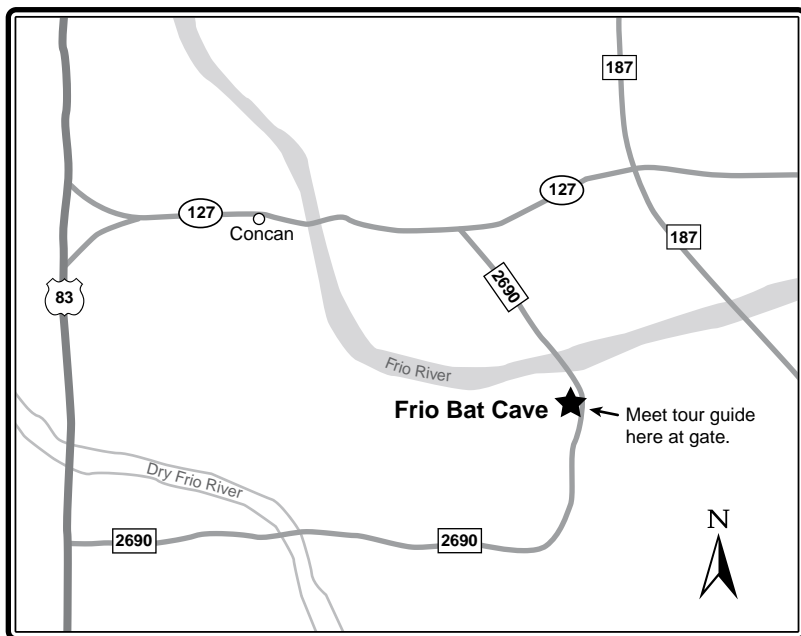 187
127
127
Concan
187
2690
83
Frio River
Frio Bat Cave
Meet tour guide
here at gate.
Dry Frio River
2690
2690
N